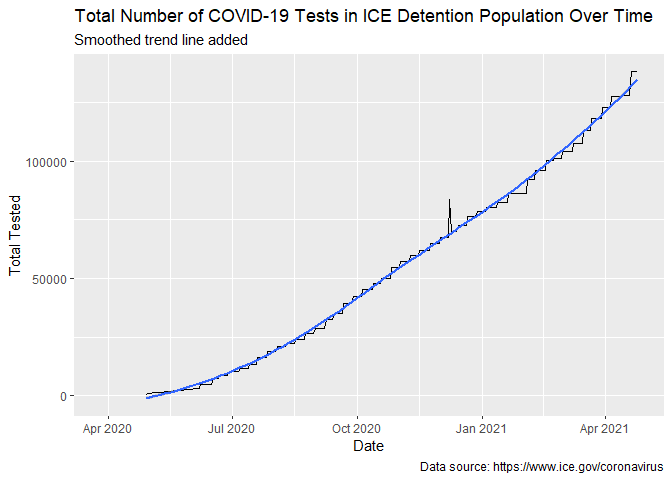 Total Number of COVID-19 Tests in ICE Detention Population Over Time
Smoothed trend line added
Total Tested
100000
50000
0
Apr 2020
Jul 2020
Oct 2020
Jan 2021
Apr 2021
Date
Data source: https://www.ice.gov/coronavirus